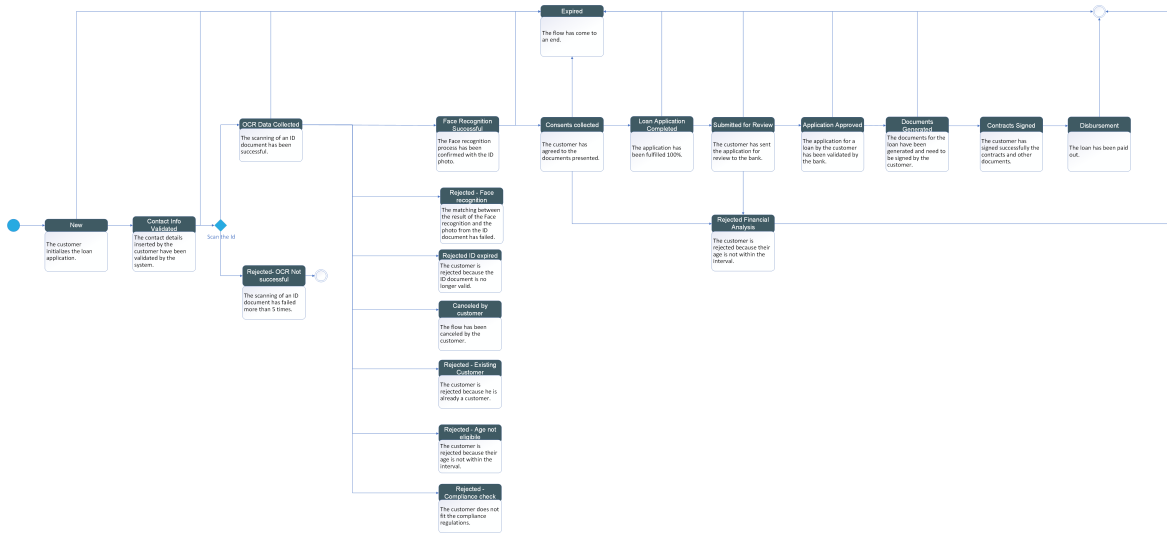 Expired
The flow has come to
an end.
OCR Data Collected
The scanning of an ID
document has been
successful.
Face Recognition
Successful
The Face recognition
process has been
confirmed with the ID
photo.
Consents collected
The customer has
agreed to the
documents presented.
Loan Application
Completed
The application has
been fulfilled 100%.
Submitted for Review
The customer has sent
the application for
review to the bank.
Application Approved
The application for a
loan by the customer
has been validated by
the bank.
Documents
Generated
The documents for the
loan have been
generated and need to
be signed by the
customer.
Contracts Signed
The customer has
signed successfully the
contracts and other
documents.
Disbursement
The loan has been paid
out.
New
The customer
initializes the loan
application.
Contact Info
Validated
The contact details
inserted by the
customer have been
validated by the
system.
Scan the Id
Rejected- OCR Not
successful
The scanning of an ID
document has failed
more than 5 times.
Rejected - Face
recognition
The matching between
the result of the Face
recognition and the
photo from the ID
document has failed.
Rejected Financial
Analysis
The customer is
rejected because their
age is not within the
interval.
Rejected ID expired
The customer is
rejected because the
ID document is no
longer valid.
Canceled by
customer
The flow has been
canceled by the
customer.
Rejected - Existing
Customer
The customer is
rejected because he is
already a customer.
Rejected - Age not
eligibile
The customer is
rejected because their
age is not within the
interval.
Rejected -
Compliance check
The customer does not
fit the compliance
regulations.